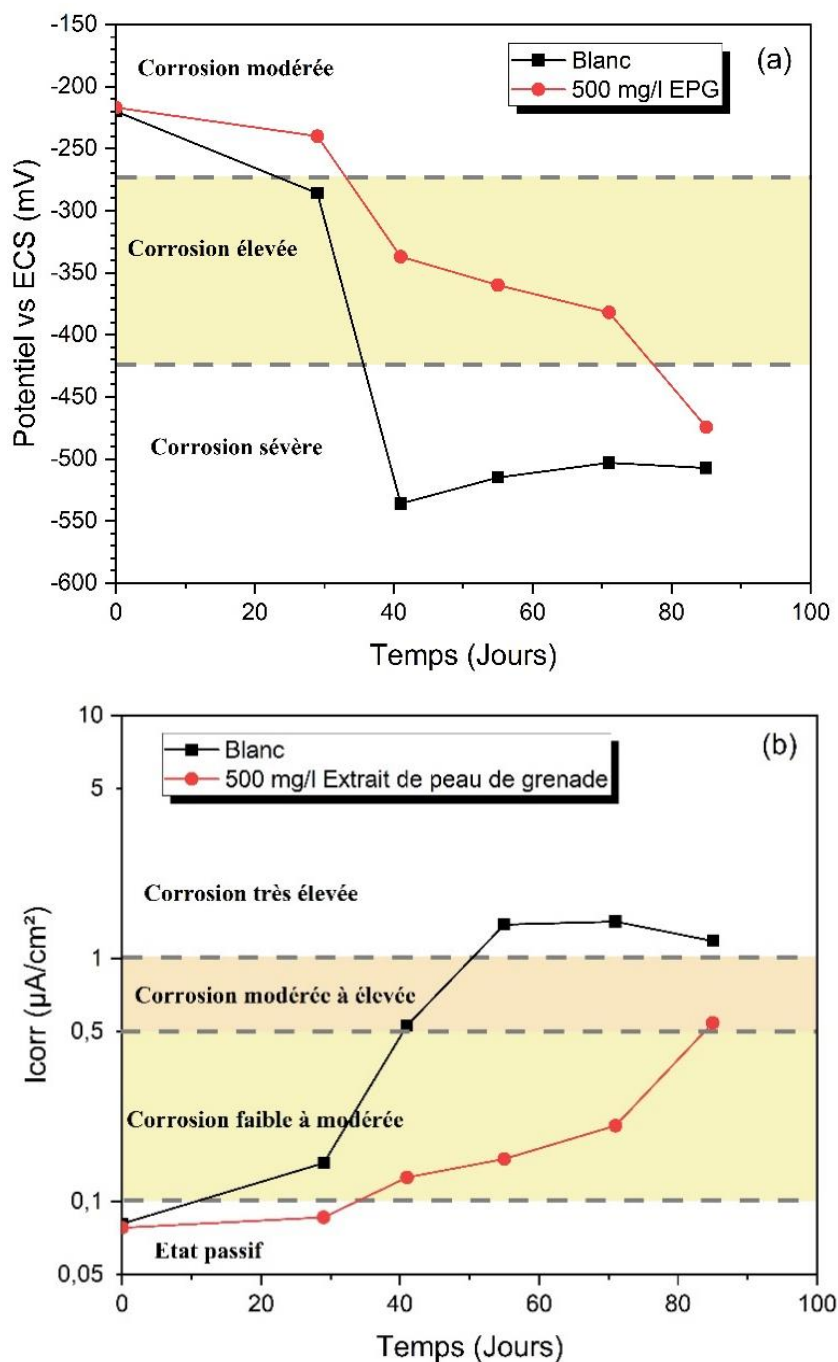 -150
-200
-250
-300
-350
-400
-450
-500
-550
-600
Potentiel vs ECS (mV)
Corrosion modérée
Blanc
500 mg/l EPG
(a)
Corrosion élevée
Corrosion sévère
0
20
40
60
80
100
Temps (Jours)
10
5
1
0,5
0,1
0,05
Icorr (µA/cm²)
Blanc
500 mg/l Extrait de peau de grenade
(b)
Corrosion très élevée
Corrosion modérée à élevée
Corrosion faible à modérée
Etat passif
0
20
40
60
80
100
Temps (Jours)